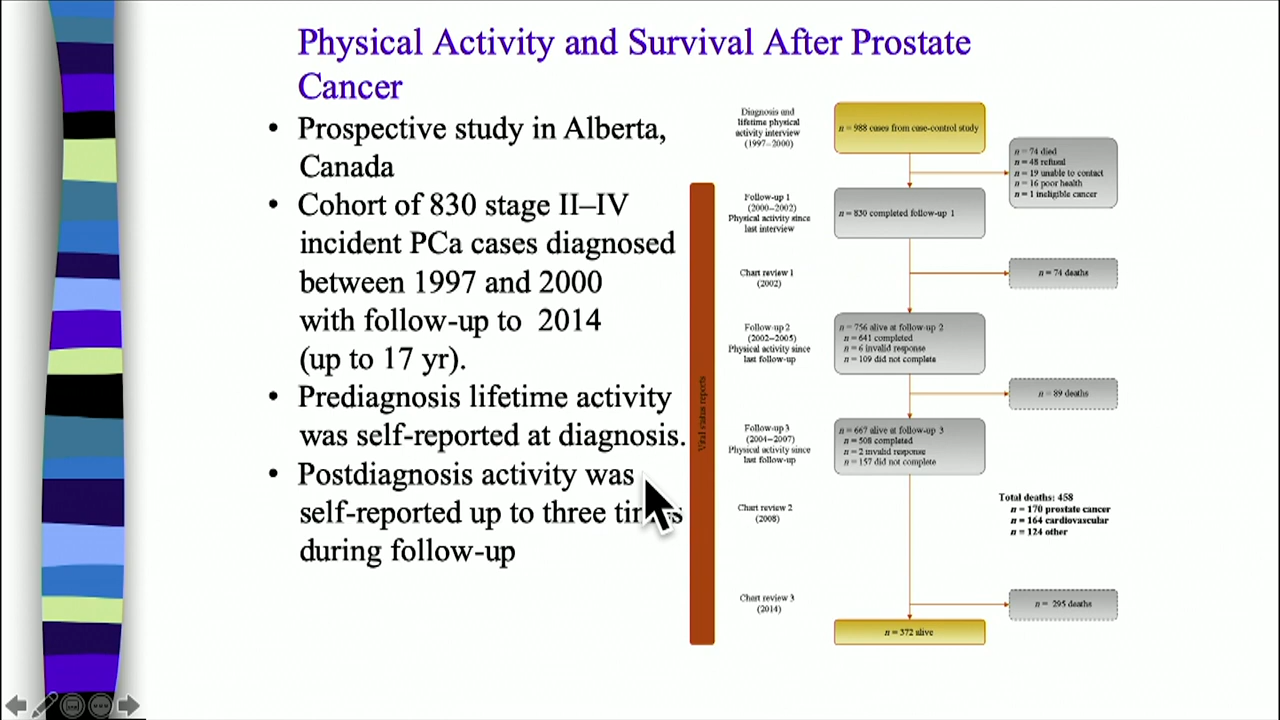 Physical Activity and Survival After Prostate
Cancer
• Prospective study in Alberta,
Canada
• Cohort of 830 stage II–IV
incident PCa cases diagnosed
between 1997 and 2000
with follow-up to 2014
(up to 17 yr).
• Prediagnosis lifetime activity
was self-reported at diagnosis.
• Postdiagnosis activity was
self-reported up to three times
during follow-up
Vital status reports
Diagnosis and
lifetime physical
activity interview
(1997–2000)
n = 988 cases from case-control study
n = 74 died
n = 48 refusal
n = 19 unable to contact
n = 16 poor health
n = 1 ineligible cancer
Follow-up 1
(2000–2002)
Physical activity since
last interview
n = 830 completed follow-up 1
Chart review 1
(2002)
n = 74 deaths
Follow-up 2
(2002–2005)
Physical activity since
last follow-up
n = 756 alive at follow-up 2
n = 641 completed
n = 6 invalid response
n = 109 did not complete
n = 89 deaths
Follow-up 3
(2004–2007)
Physical activity since
last follow-up
n = 667 alive at follow-up 3
n = 508 completed
n = 2 invalid response
n = 157 did not complete
Chart review 2
(2008)
Total deaths: 458
n = 170 prostate cancer
n = 164 cardiovascular
n = 124 other
Chart review 3
(2014)
n = 295 deaths
n = 372 alive